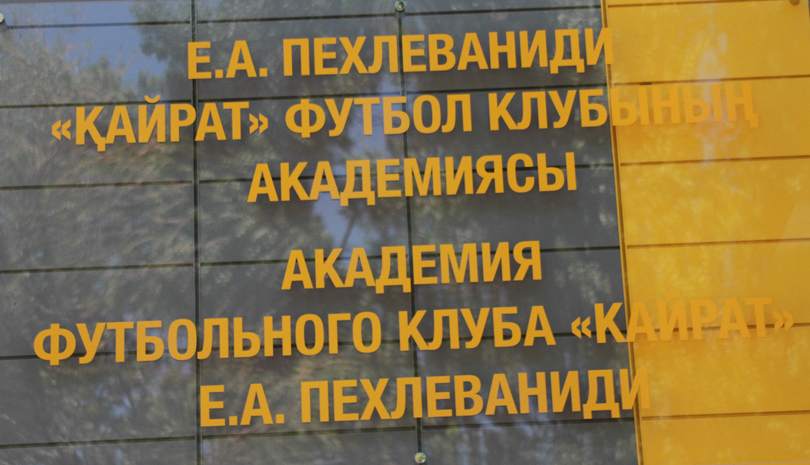 Е.А. ПЕХЛЕВАНИДИ
«ҚАЙРАТ» ФУТБОЛ КЛУБЫНЫҢ
АКАДЕМИЯСЫ
АКАДЕМИЯ
ФУТБОЛЬНОГО КЛУБА «КАЙРАТ»
Е.А. ПЕХЛЕВАНИДИ